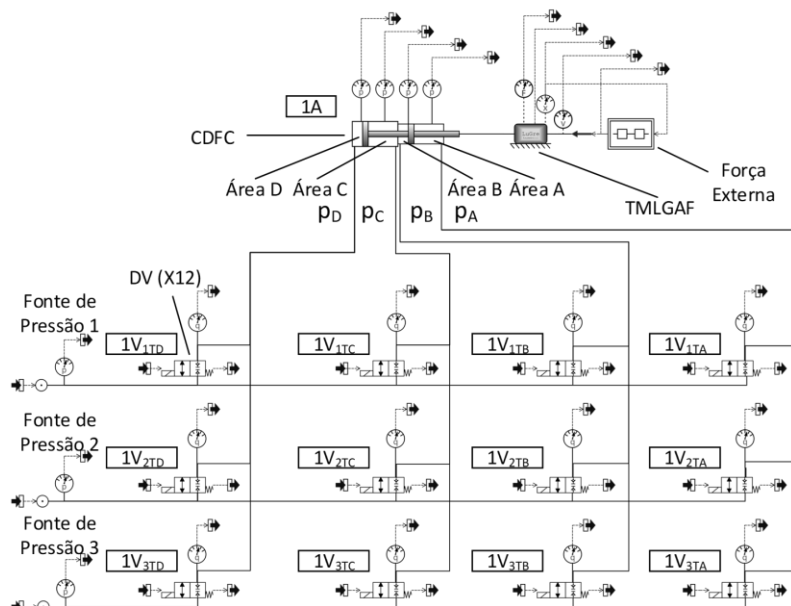 1A
CDFC
Área D
Área C
Área B
Área A
pD
pC
pB
pA
p
p
p
p
F
X
V
Força
Externa
TMLGAF
DV (X12)
Fonte de
Pressão 1
1V1TD
1V1TC
1V1TB
1V1TA
p
q
q
q
q
Fonte de
Pressão 2
1V2TD
1V2TC
1V2TB
1V2TA
p
q
q
q
q
Fonte de
Pressão 3
1V3TD
1V3TC
1V3TB
1V3TA
p
q
q
q
q